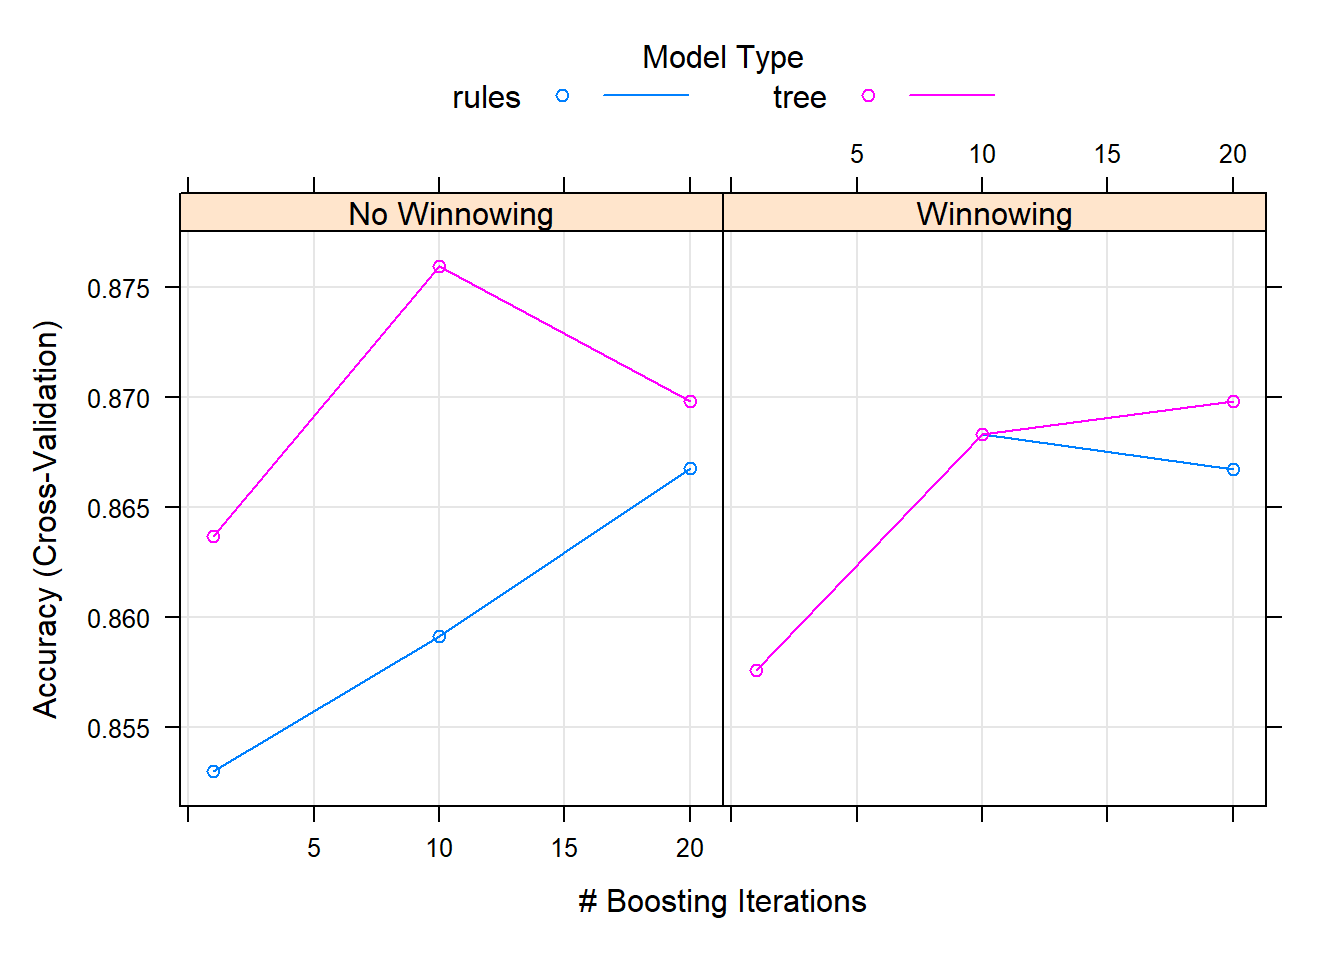 Model Type
rules tree
5 10 15 20
No Winnowing Winnowing
0.875
0.870
0.865
0.860
0.855
Accuracy (Cross-Validation)
5 10 15 20
# Boosting Iterations